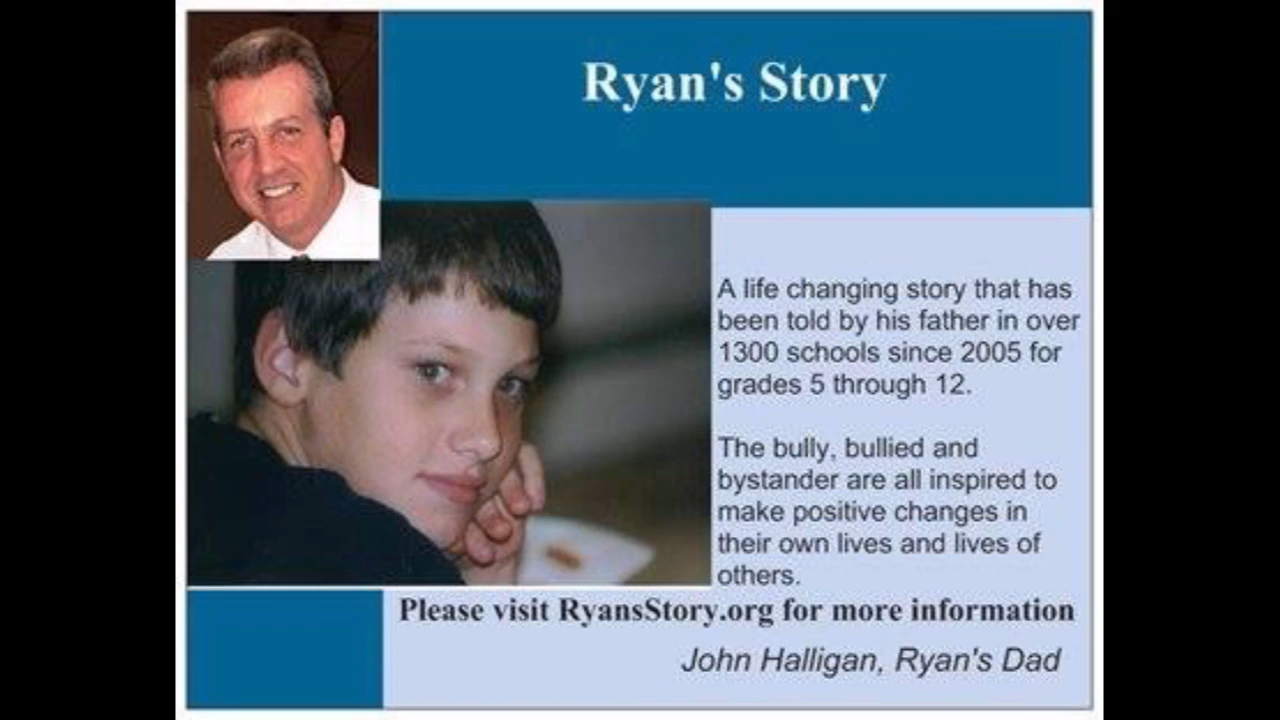 Ryan's Story
A life changing story that has
been told by his father in over
1300 schools since 2005 for
grades 5 through 12.
The bully, bullied and
bystander are all inspired to
make positive changes in
their own lives and lives of
others.
Please visit RyansStory.org for more information
John Halligan, Ryan's Dad